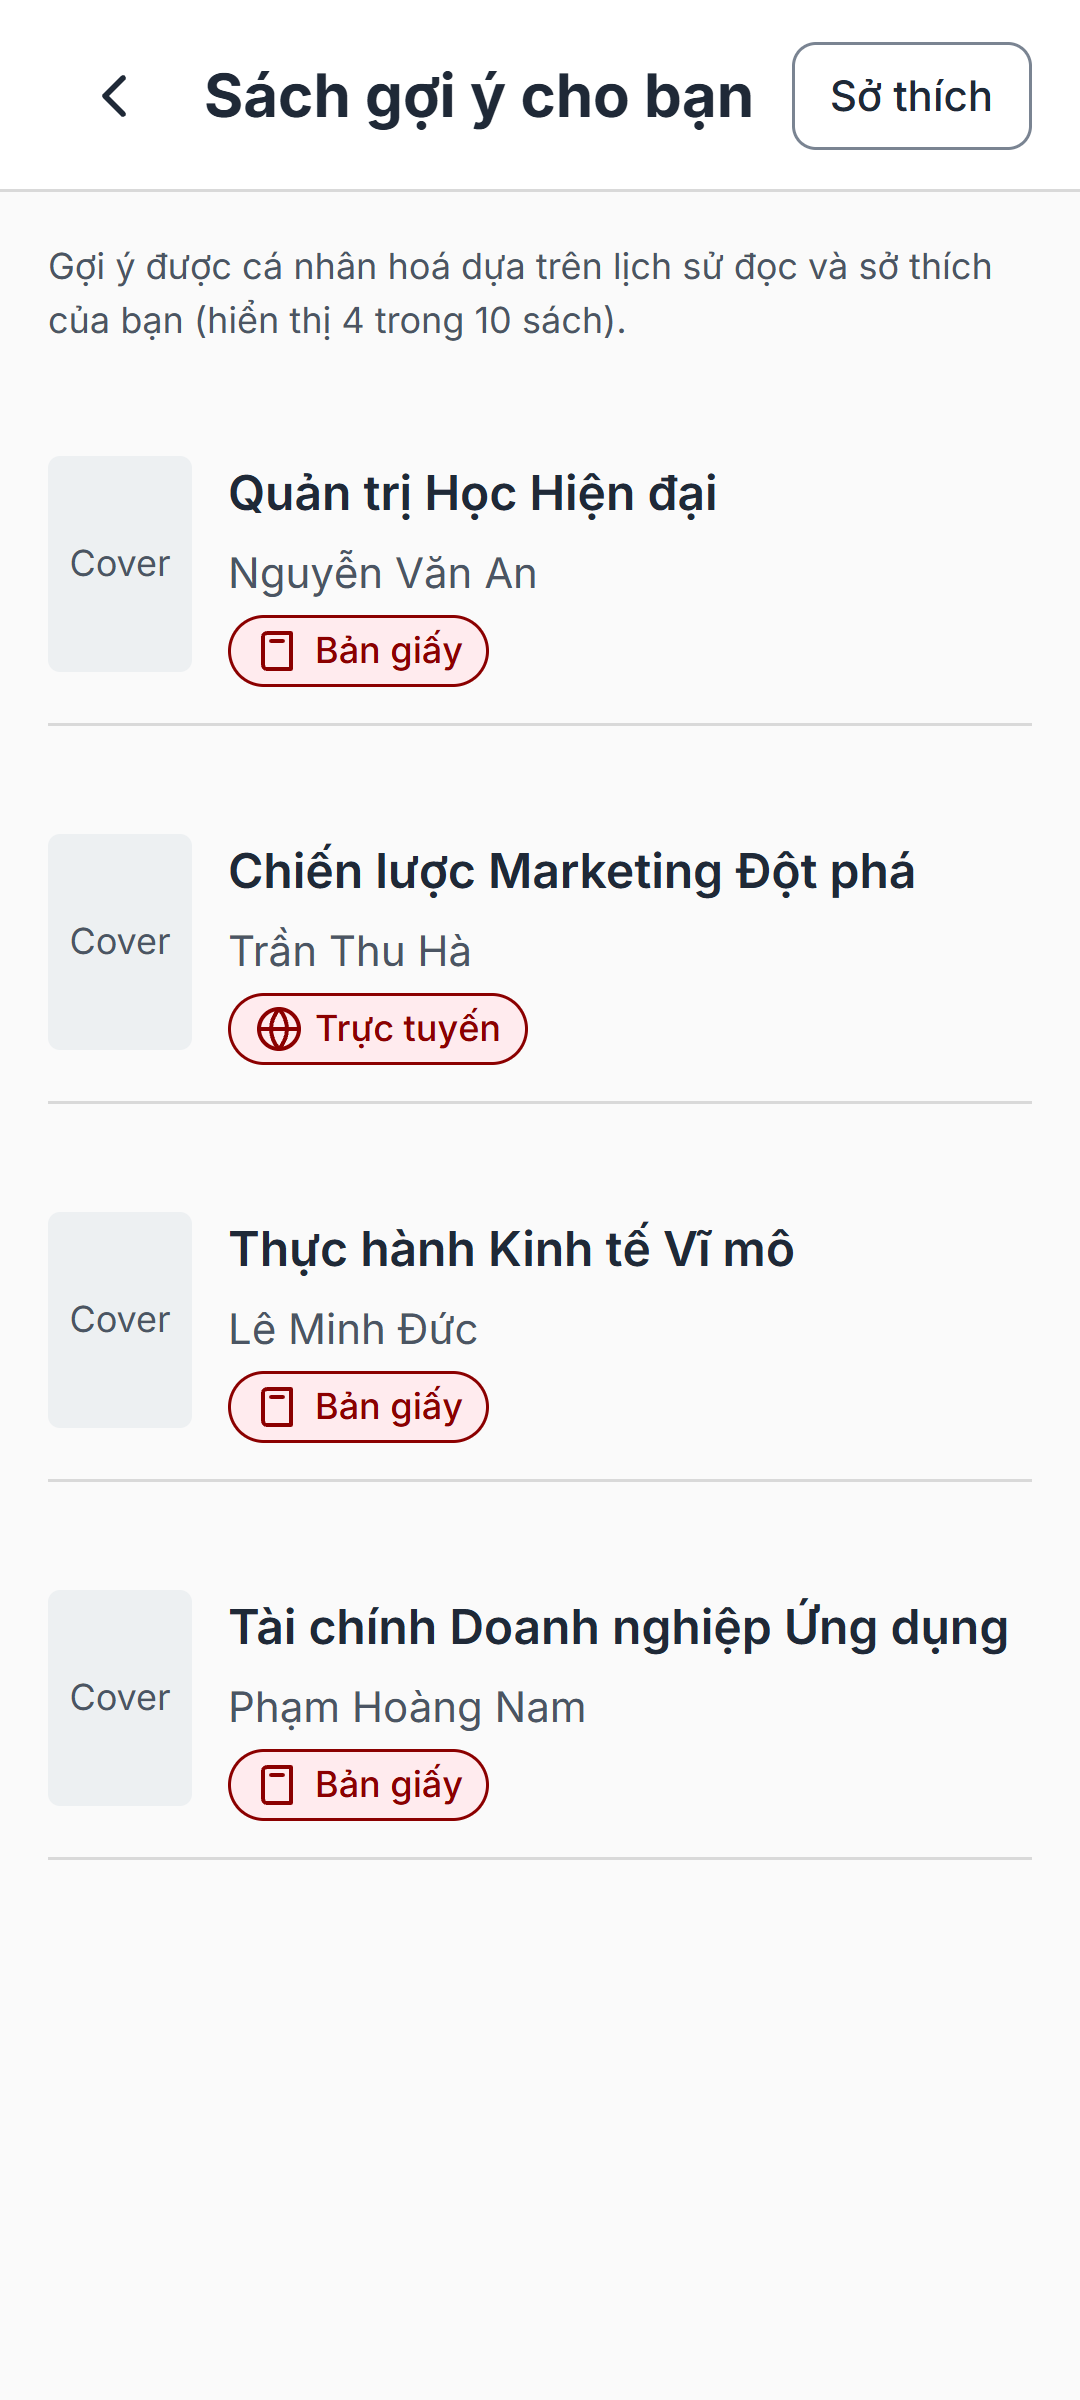 Sách gợi ý cho bạn
Sở thích
Gợi ý được cá nhân hoá dựa trên lịch sử đọc và sở thích
của bạn (hiển thị 4 trong 10 sách).
Cover
Quản trị Học Hiện đại
Nguyễn Văn An
Bản giấy
Cover
Chiến lược Marketing Đột phá
Trần Thu Hà
Trực tuyến
Cover
Thực hành Kinh tế Vĩ mô
Lê Minh Đức
Bản giấy
Cover
Tài chính Doanh nghiệp Ứng dụng
Phạm Hoàng Nam
Bản giấy